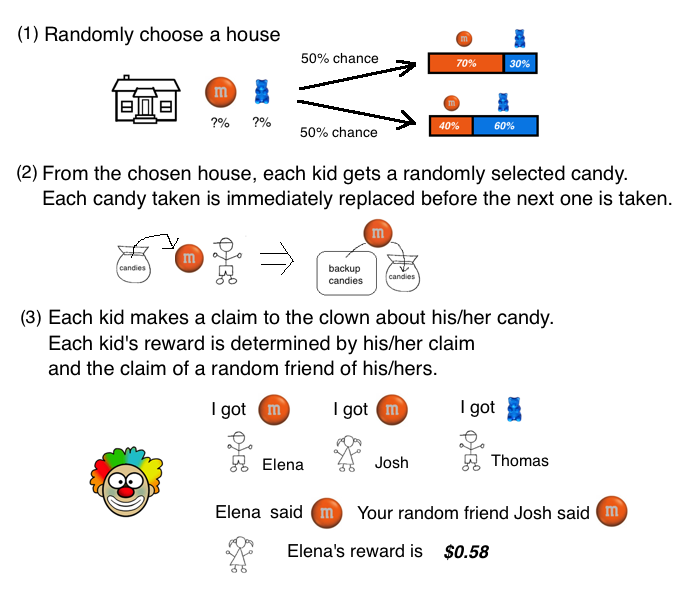 (1) Randomly choose a house
50% chance
70% 30%
m
?% ?%
50% chance
m
40% 60%
(2) From the chosen house, each kid gets a randomly selected candy.
Each candy taken is immediately replaced before the next one is taken.
candies
m
m
backup
candies
candies
(3) Each kid makes a claim to the clown about his/her candy.
Each kid's reward is determined by his/her claim
and the claim of a random friend of his/hers.
I got m I got m I got
Elena Josh Thomas
Elena said m Your random friend Josh said m
Elena's reward is $0.58